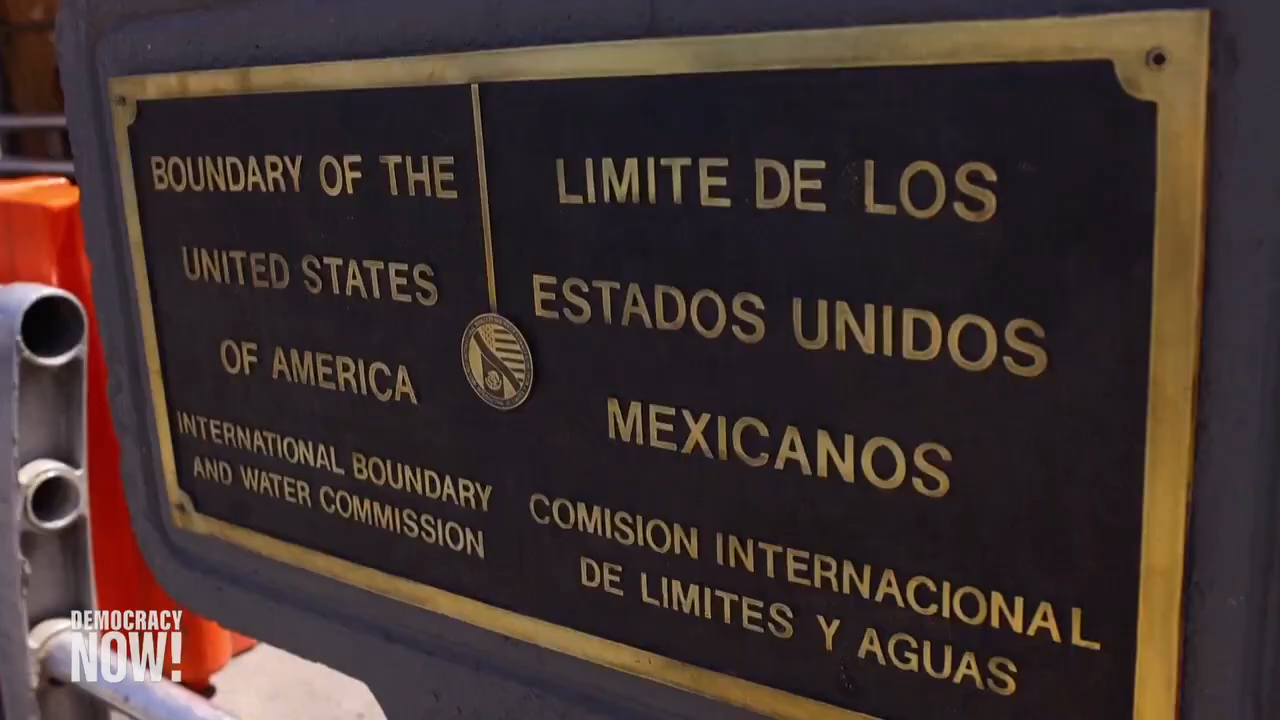 BOUNDARY OF THE
UNITED STATES
OF AMERICA
INTERNATIONAL BOUNDARY
AND WATER COMMISSION
LIMITE DE LOS
ESTADOS UNIDOS
MEXICANOS
COMISION INTERNACIONAL
DE LIMITES Y AGUAS
DEMOCRACY
NOW!